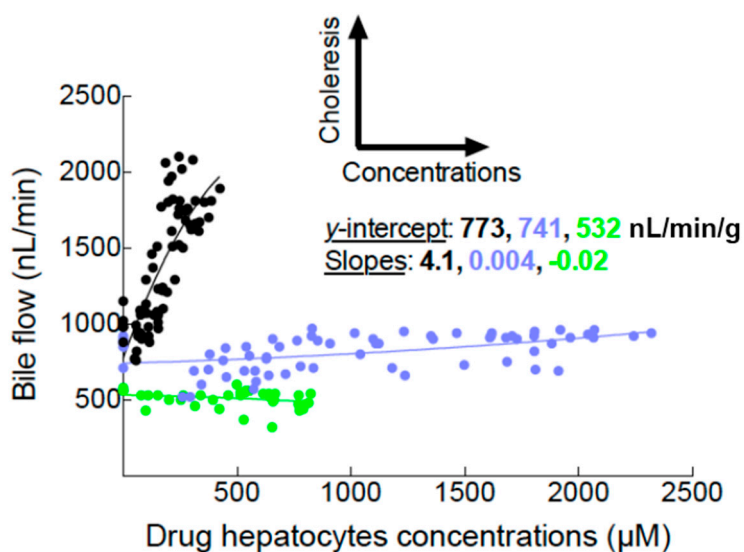 Choleresis
Concentrations
y-intercept: 773, 741, 532 nL/min/g
Slopes: 4.1, 0.004, -0.02
Bile flow (nL/min)
2500
2000
1500
1000
500
500
1000
1500
2000
2500
Drug hepatocytes concentrations (µM)